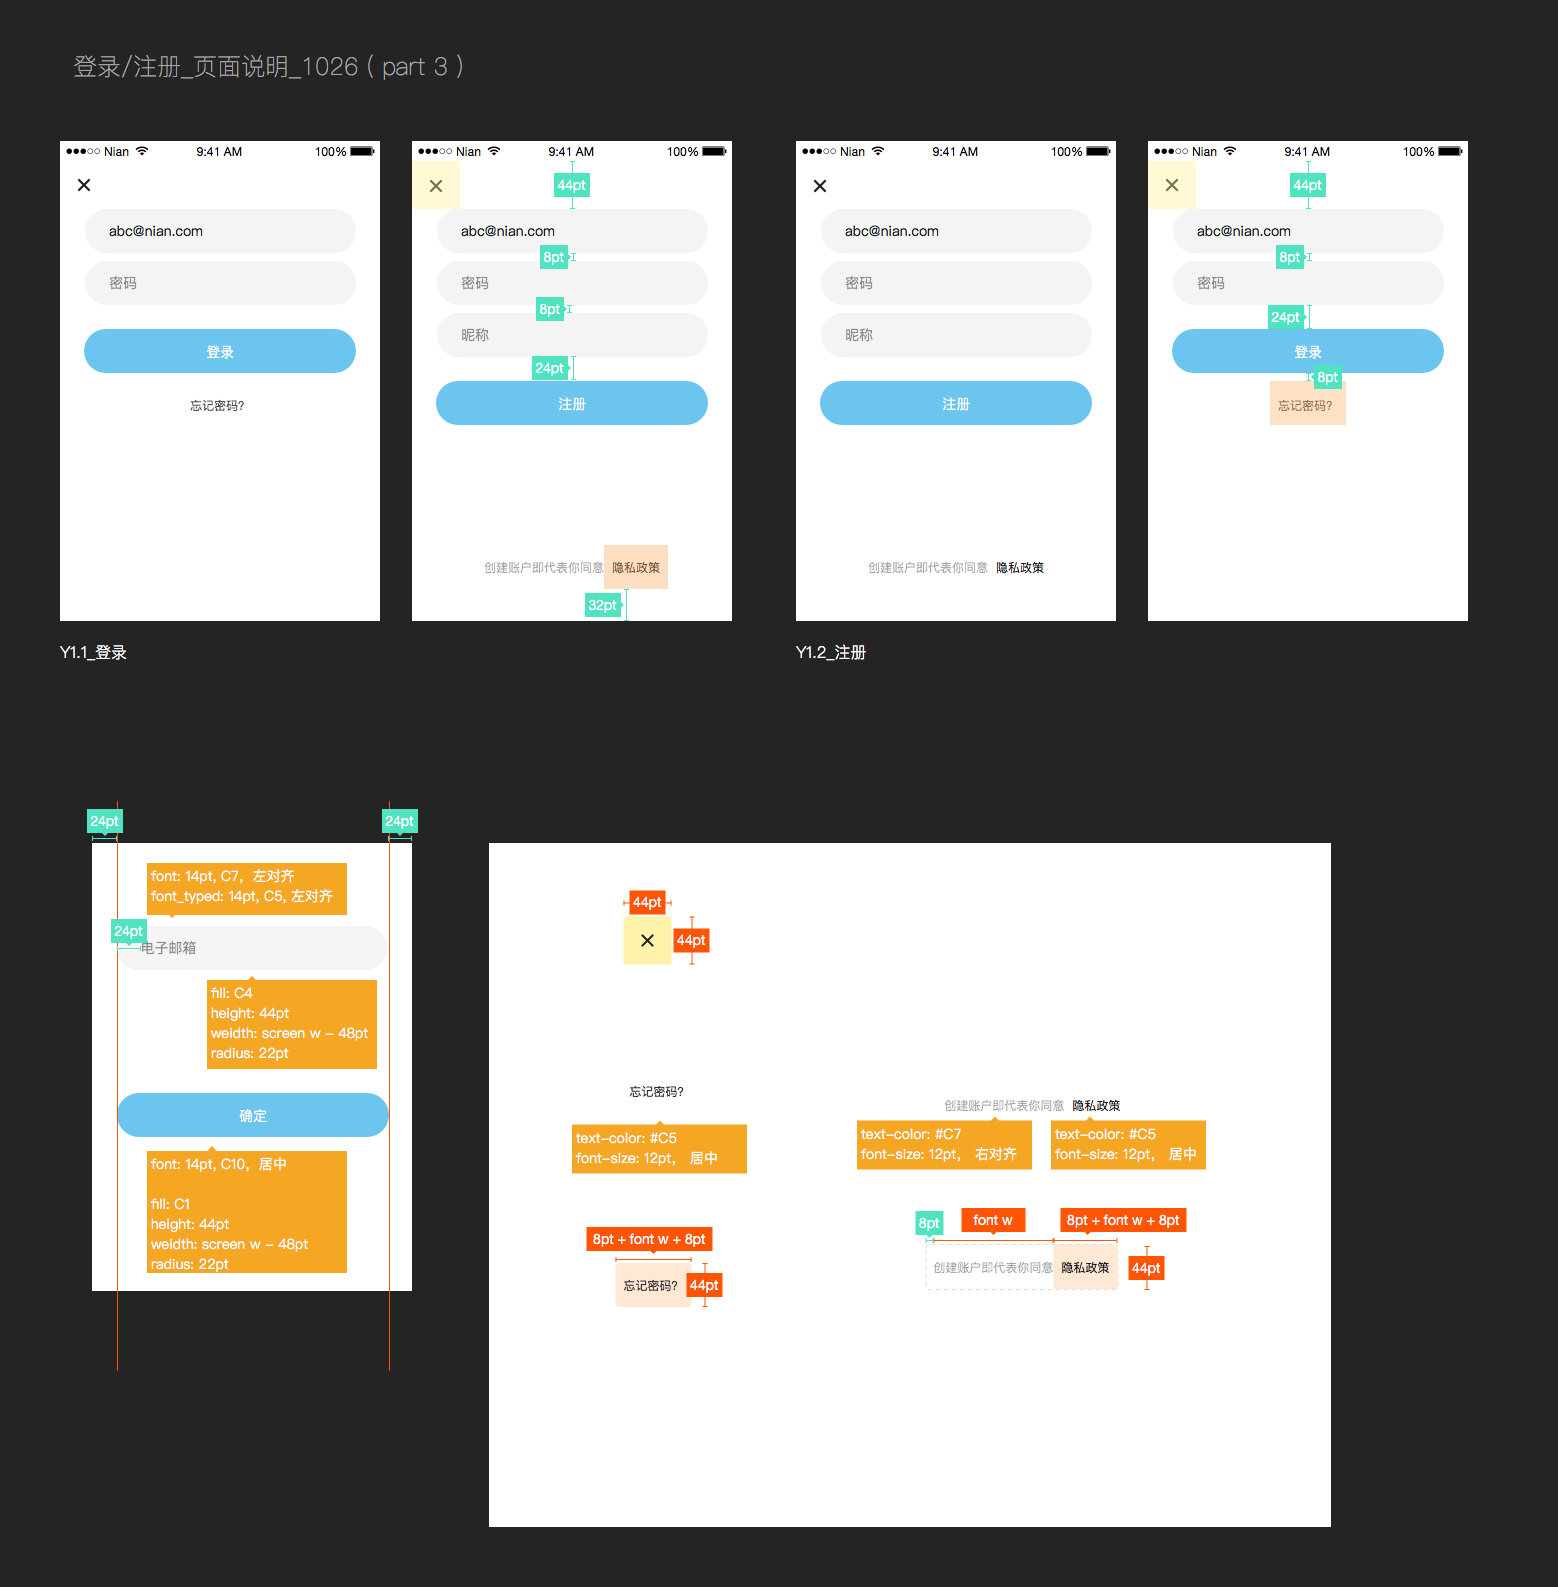 登录/注册_页面说明_1026 ( part 3 )
Nian 9:41 AM 100%
abc@nian.com
密码
登录
忘记密码?
Y1.1_登录
Nian 9:41 AM 100%
44pt
abc@nian.com
8pt
密码
8pt
昵称
24pt
注册
创建账户即代表你同意 隐私政策
32pt
Nian 9:41 AM 100%
abc@nian.com
密码
昵称
注册
创建账户即代表你同意 隐私政策
Y1.2_注册
Nian 9:41 AM 100%
44pt
abc@nian.com
8pt
密码
24pt
登录
8pt
忘记密码?
24pt 24pt
font: 14pt, C7, 左对齐
font_typed: 14pt, C5, 左对齐
24pt
电子邮箱
fill: C4
height: 44pt
weidth: screen w - 48pt
radius: 22pt
确定
font: 14pt, C10, 居中
fill: C1
height: 44pt
weidth: screen w - 48pt
radius: 22pt
44pt
44pt
忘记密码?
text-color: #C5
font-size: 12pt, 居中
8pt + font w + 8pt
忘记密码?
44pt
创建账户即代表你同意 隐私政策
text-color: #C7
font-size: 12pt, 右对齐
text-color: #C5
font-size: 12pt, 居中
8pt font w 8pt + font w + 8pt
创建账户即代表你同意 隐私政策
44pt